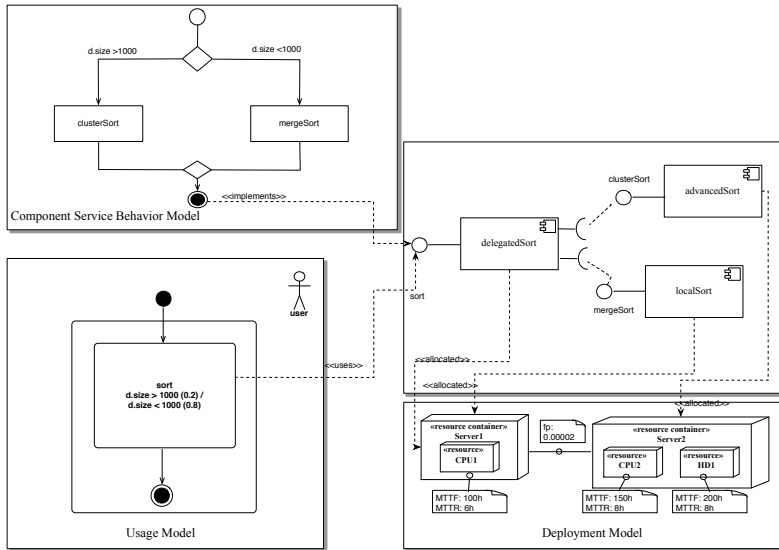 d.size >1000
d.size <1000
clusterSort
mergeSort
<<implements>>
Component Service Behavior Model
clusterSort
advancedSort
delegatedSort
sort
mergeSort
localSort
user
<<uses>>
sort
d.size > 1000 (0.2) /
d.size < 1000 (0.8)
Usage Model
<<allocated>>
<<allocated>>
<<allocated>>
«resource container»
Server1
«resource»
CPU1
fp:
0.00002
«resource container»
Server2
«resource»
CPU2
«resource»
HD1
MTTF: 100h
MTTR: 6h
MTTF: 150h
MTTR: 8h
MTTF: 200h
MTTR: 8h
Deployment Model